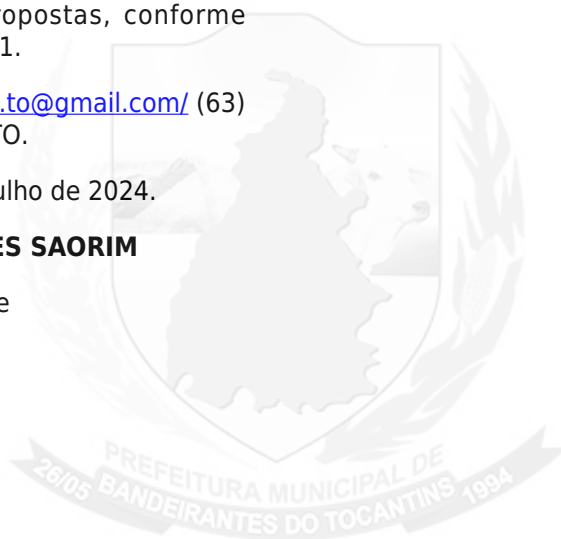 ropostas, conforme
1.
.to@gmail.com/ (63)
TO.
ulho de 2024.
ES SAORIM
e
PREFEITURA MUNICIPAL DE
26/05 BANDEIRANTES DO TOCANTINS 1994